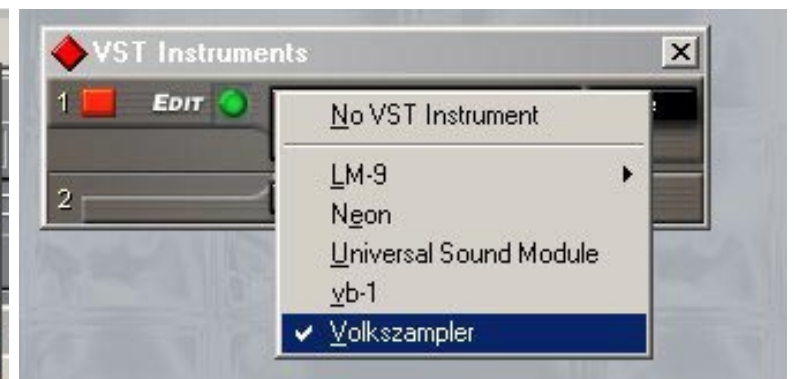 VST Instruments
1 EDIT
No VST Instrument
LM-9
Neon
Universal Sound Module
vb-1
2
Volkszampler